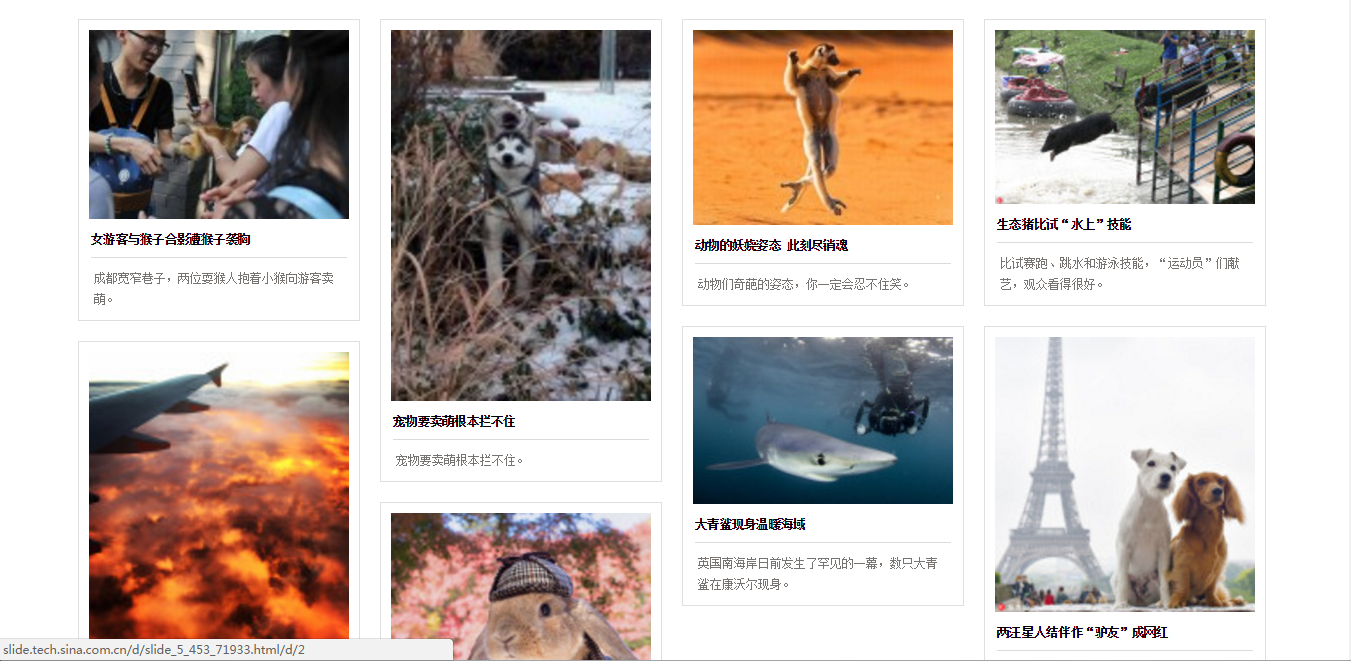 女游客与猴子合影遭猴子袭胸
成都宽窄巷子，两位耍猴人抱着小猴向游客卖
萌。
宠物要卖萌根本拦不住
宠物要卖萌根本拦不住。
动物的妖娆姿态 此刻尽销魂
动物们奇葩的姿态，你一定会忍不住笑。
大青鲨现身温暖海域
英国南海岸日前发生了罕见的一幕，数只大青
鲨在康沃尔现身。
生态猪比试“水上”技能
比试赛跑、跳水和游泳技能，“运动员”们献
艺，观众看得很好。
两汪星人结伴作“驴友”成网红
slide.tech.sina.com.cn/d/slide_5_453_71933.html/d/2